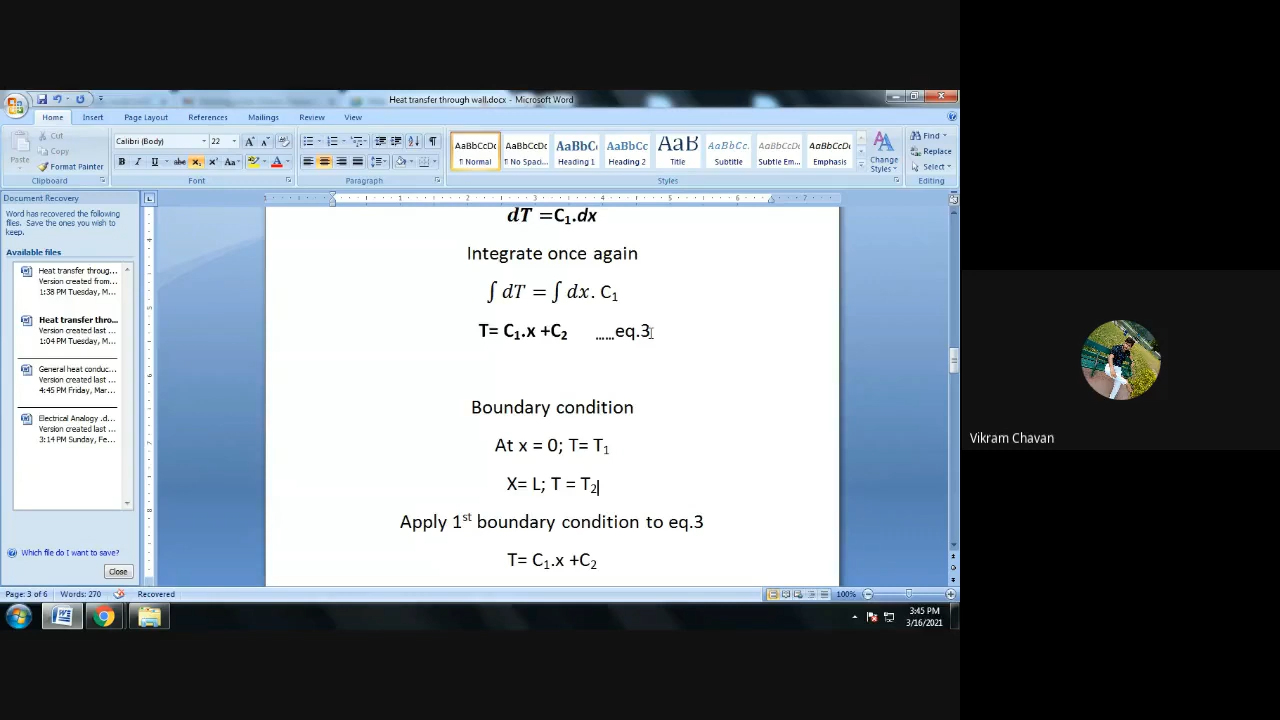 Heat transfer through wall.docx - Microsoft Word
Home Insert Page Layout References Mailings Review View
Cut
Copy
Paste
Format Painter
Clipboard
Calibri (Body) 22
Font
Paragraph
AaBbCcDc AaBbCcDc AaBbC AaBbCc AaB AaBbCc. AaBbCcDc AaBbCcDc
¶ Normal ¶ No Spaci... Heading 1 Heading 2 Title Subtitle Subtle Em... Emphasis
Change Styles
Styles
Find
Replace
Select
Editing
Document Recovery
Word has recovered the following
files. Save the ones you wish to
keep.
Available files
Heat transfer throug...
Version created from...
1:38 PM Tuesday, M...
Heat transfer thro...
Version created last ...
1:04 PM Tuesday, M...
General heat conduc...
Version created last ...
4:45 PM Friday, Mar...
Electrical Analogy .d...
Version created last ...
3:14 PM Sunday, Fe...
Which file do I want to save?
Close
dT =C₁.dx
Integrate once again
∫ dT = ∫ dx. C₁
T= C₁.x +C₂ ......eq.3
Boundary condition
At x = 0; T= T₁
X= L; T = T₂
Apply 1st boundary condition to eq.3
T= C₁.x +C₂
Page: 3 of 6 Words: 270 Recovered 100%
3:45 PM
3/16/2021
Vikram Chavan